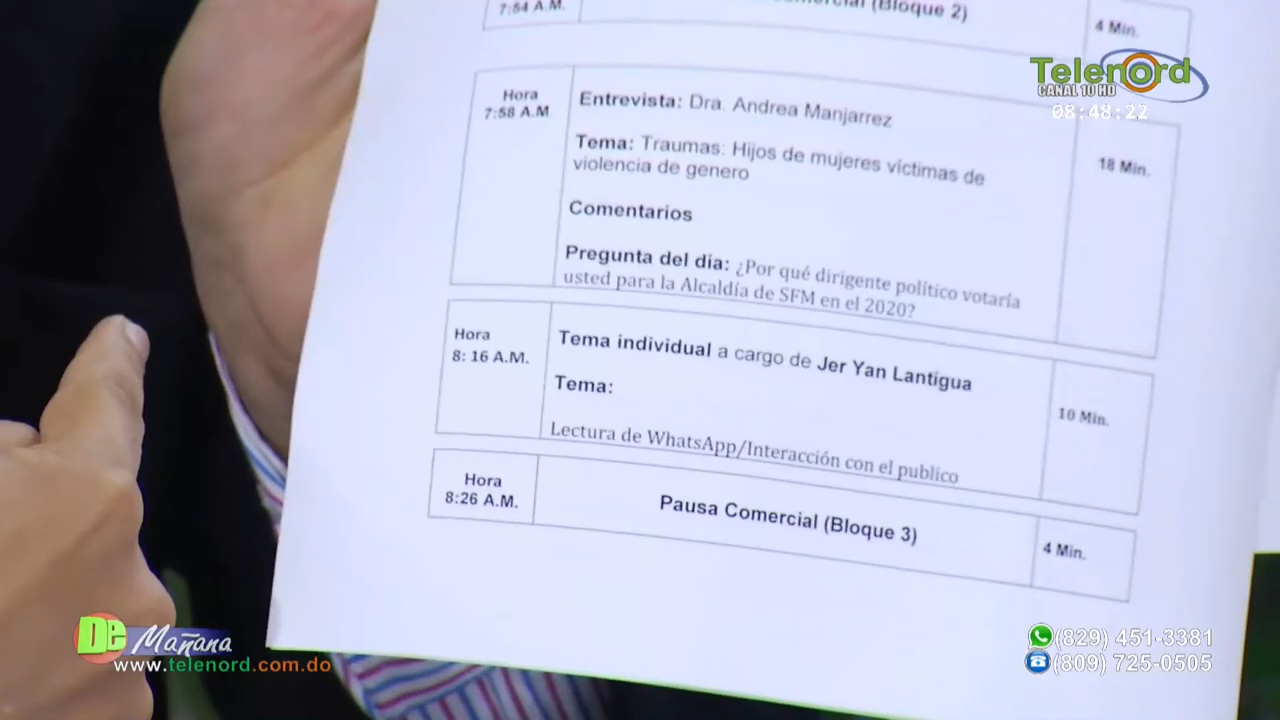 7:54 A.M.
Comercial (Bloque 2)
4 Min.
Telenord
CANAL 10 HD
08:48:22
Hora
7:58 A.M
Entrevista: Dra. Andrea Manjarrez
Tema: Traumas: Hijos de mujeres víctimas de
violencia de genero
Comentarios
Pregunta del día: ¿Por qué dirigente político votaría
usted para la Alcaldía de SFM en el 2020?
18 Min.
Hora
8: 16 A.M.
Tema individual a cargo de Jer Yan Lantigua
Tema:
Lectura de WhatsApp/Interacción con el publico
10 Min.
Hora
8:26 A.M.
Pausa Comercial (Bloque 3)
4 Min.
De Mañana
www.telenord.com.do
(829) 451-3381
(809) 725-0505